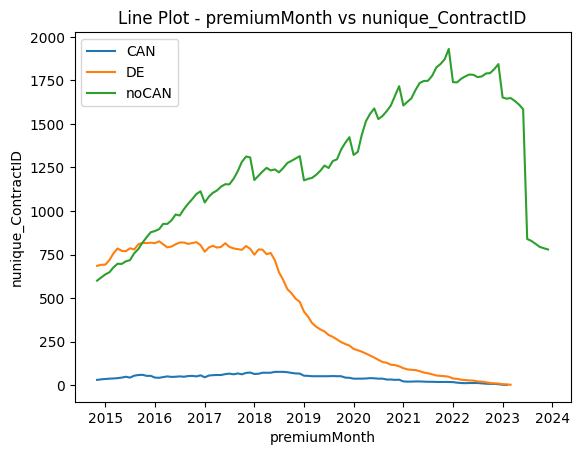 Line Plot - premiumMonth vs nunique_ContractID
CAN
DE
noCAN
nunique_ContractID
2000
1750
1500
1250
1000
750
500
250
0
2015 2016 2017 2018 2019 2020 2021 2022 2023 2024
premiumMonth